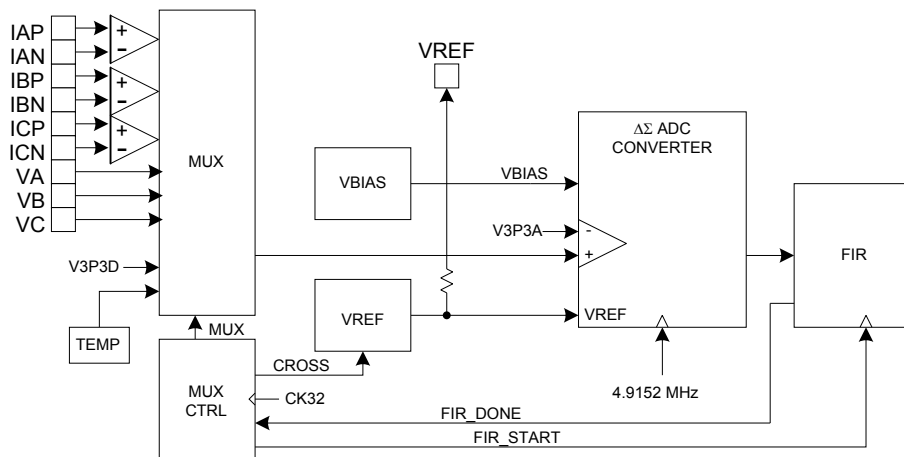 IAP
IAN
IBP
IBN
ICP
ICN
VA
VB
VC
+
-
+
-
+
-
MUX
V3P3D
TEMP
MUX
MUX
CTRL
CROSS
CK32
VREF
VBIAS
VREF
VBIAS
V3P3A
-
+
VREF
ΔΣ ADC
CONVERTER
4.9152 MHz
FIR
FIR_DONE
FIR_START